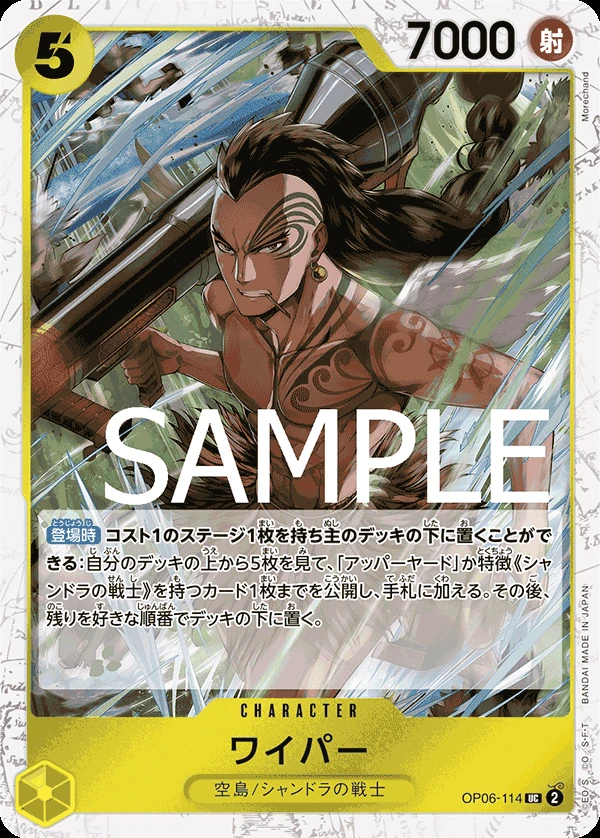 5
7000
射
Morechand
SAMPLE
登場時 コスト1のステージ1枚を持ち主のデッキの下に置くことがで
きる:自分のデッキの上から5枚を見て、「アッパーヤード」か特徴《シャ
ンドラの戦士》を持つカード1枚までを公開し、手札に加える。その後、
残りを好きな順番でデッキの下に置く。
CHARACTER
ワイパー
空島/シャンドラの戦士
OP06-114 UC 2
©E.O./S. ©O. S・F・T BANDAI MADE IN JAPAN